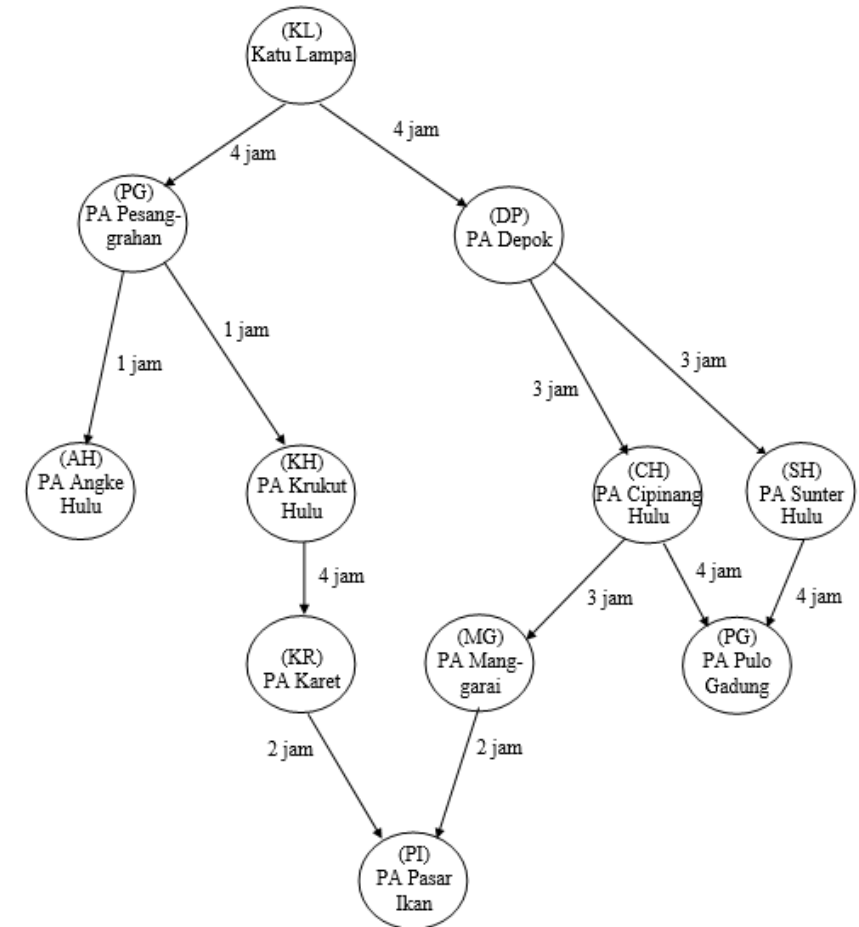 (KL)
Katu Lampa
4 jam
4 jam
(PG)
PA Pesang-
grahan
(DP)
PA Depok
1 jam
1 jam
3 jam
3 jam
(AH)
PA Angke
Hulu
(KH)
PA Krukut
Hulu
(CH)
PA Cipinang
Hulu
(SH)
PA Sunter
Hulu
4 jam
3 jam
4 jam
4 jam
(KR)
PA Karet
(MG)
PA Mang-
garai
(PG)
PA Pulo
Gadung
2 jam
2 jam
(PI)
PA Pasar
Ikan